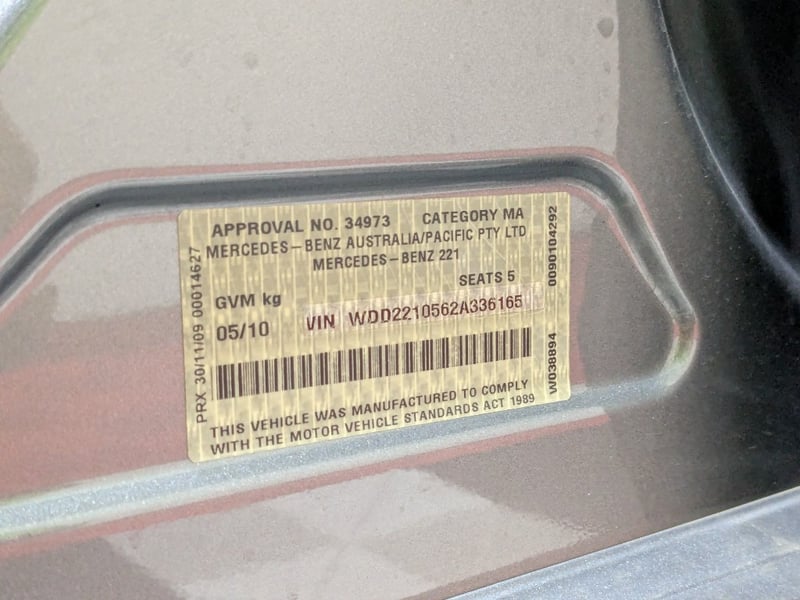 APPROVAL NO. 34973 CATEGORY MA
MERCEDES-BENZ AUSTRALIA/PACIFIC PTY LTD
MERCEDES-BENZ 221
SEATS 5
GVM kg
05/10 VIN WDD2210562A336165
THIS VEHICLE WAS MANUFACTURED TO COMPLY
WITH THE MOTOR VEHICLE STANDARDS ACT 1989
PRX 30/11/09 00014627
0090104292
W038894